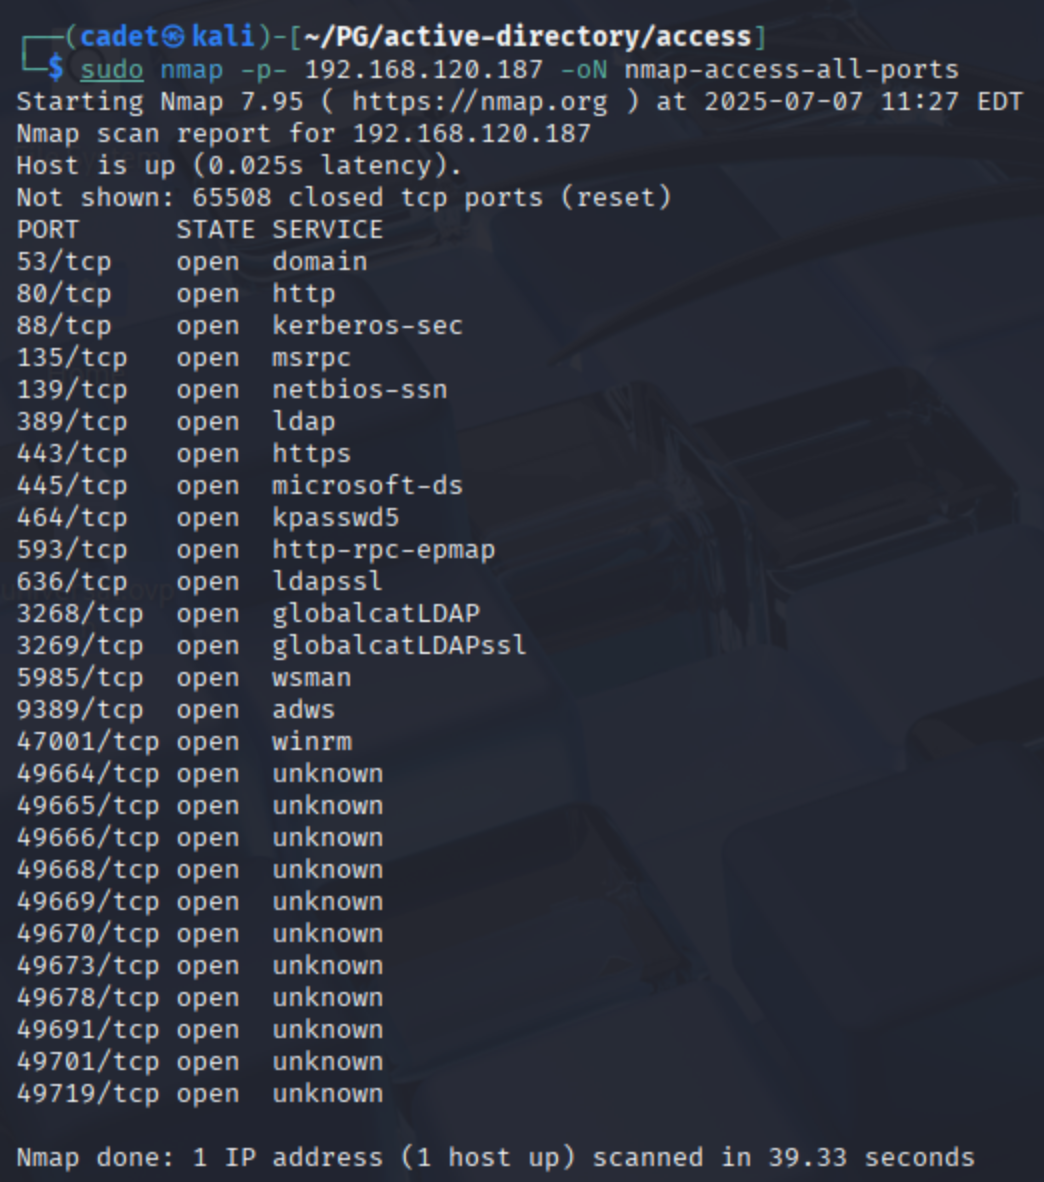 ┌──(cadet㉿kali)-[~/PG/active-directory/access]
└─$ sudo nmap -p- 192.168.120.187 -oN nmap-access-all-ports
Starting Nmap 7.95 ( https://nmap.org ) at 2025-07-07 11:27 EDT
Nmap scan report for 192.168.120.187
Host is up (0.025s latency).
Not shown: 65508 closed tcp ports (reset)
PORT      STATE SERVICE
53/tcp    open  domain
80/tcp    open  http
88/tcp    open  kerberos-sec
135/tcp   open  msrpc
139/tcp   open  netbios-ssn
389/tcp   open  ldap
443/tcp   open  https
445/tcp   open  microsoft-ds
464/tcp   open  kpasswd5
593/tcp   open  http-rpc-epmap
636/tcp   open  ldapssl
3268/tcp  open  globalcatLDAP
3269/tcp  open  globalcatLDAPssl
5985/tcp  open  wsman
9389/tcp  open  adws
47001/tcp open  winrm
49664/tcp open  unknown
49665/tcp open  unknown
49666/tcp open  unknown
49668/tcp open  unknown
49669/tcp open  unknown
49670/tcp open  unknown
49673/tcp open  unknown
49678/tcp open  unknown
49691/tcp open  unknown
49701/tcp open  unknown
49719/tcp open  unknown

Nmap done: 1 IP address (1 host up) scanned in 39.33 seconds